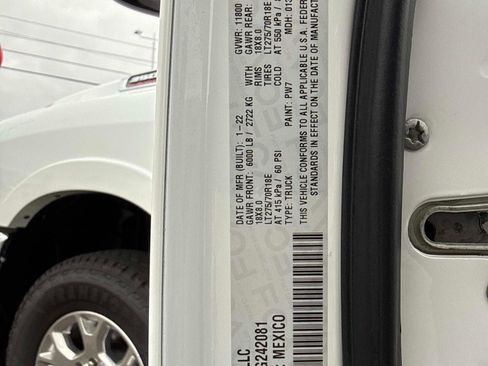 LLC
G242081
MEXICO
DATE OF MFR (BUILT): 1-22 GVWR: 11800
GAWR FRONT: 6000 LB / 2722 KG WITH GAWR REAR:
18X8.0 RIMS 18X8.0
LT275/70R18E TIRES LT275/70R18E
AT 415 kPa / 60 PSI COLD AT 550 kPa /
TYPE: TRUCK PAINT: PW7 MDH: 013
THIS VEHICLE CONFORMS TO ALL APPLICABLE U.S.A. FEDER
STANDARDS IN EFFECT ON THE DATE OF MANUFACT